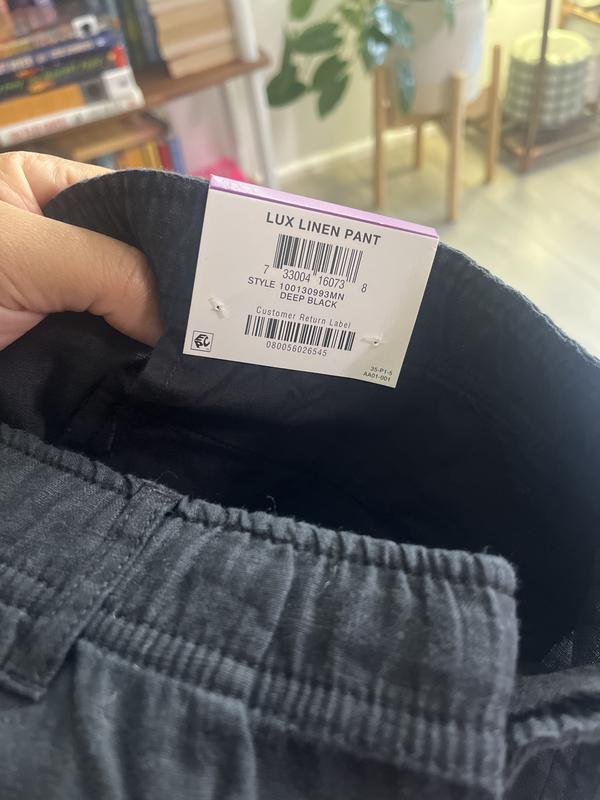 LUX LINEN PANT
7 33004 16073 8
STYLE 100130993MN
DEEP BLACK
Customer Return Label
080056026545
35-P1-5
AA01-001